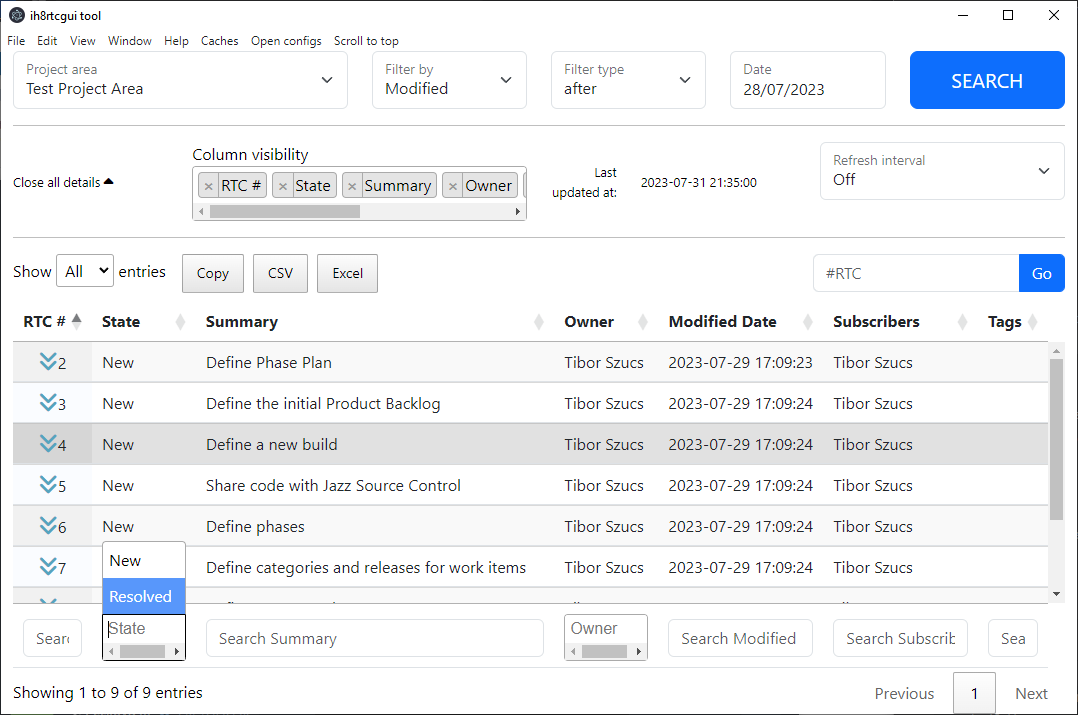 ih8rtcgui tool
File Edit View Window Help Caches Open configs Scroll to top
Project area
Test Project Area
Filter by
Modified
Filter type
after
Date
28/07/2023
SEARCH
Close all details
Column visibility
× RTC # × State × Summary × Owner
Last
updated at:
2023-07-31 21:35:00
Refresh interval
Off
Show All entries
Copy CSV Excel
#RTC Go
RTC # State Summary Owner Modified Date Subscribers Tags
2 New Define Phase Plan Tibor Szucs 2023-07-29 17:09:23 Tibor Szucs
3 New Define the initial Product Backlog Tibor Szucs 2023-07-29 17:09:24 Tibor Szucs
4 New Define a new build Tibor Szucs 2023-07-29 17:09:24 Tibor Szucs
5 New Share code with Jazz Source Control Tibor Szucs 2023-07-29 17:09:24 Tibor Szucs
6 New Define phases Tibor Szucs 2023-07-29 17:09:24 Tibor Szucs
7 Define categories and releases for work items Tibor Szucs 2023-07-29 17:09:24 Tibor Szucs
New
Resolved
Searc State Search Summary Owner Search Modified Search Subscrib Sea
Showing 1 to 9 of 9 entries
Previous 1 Next